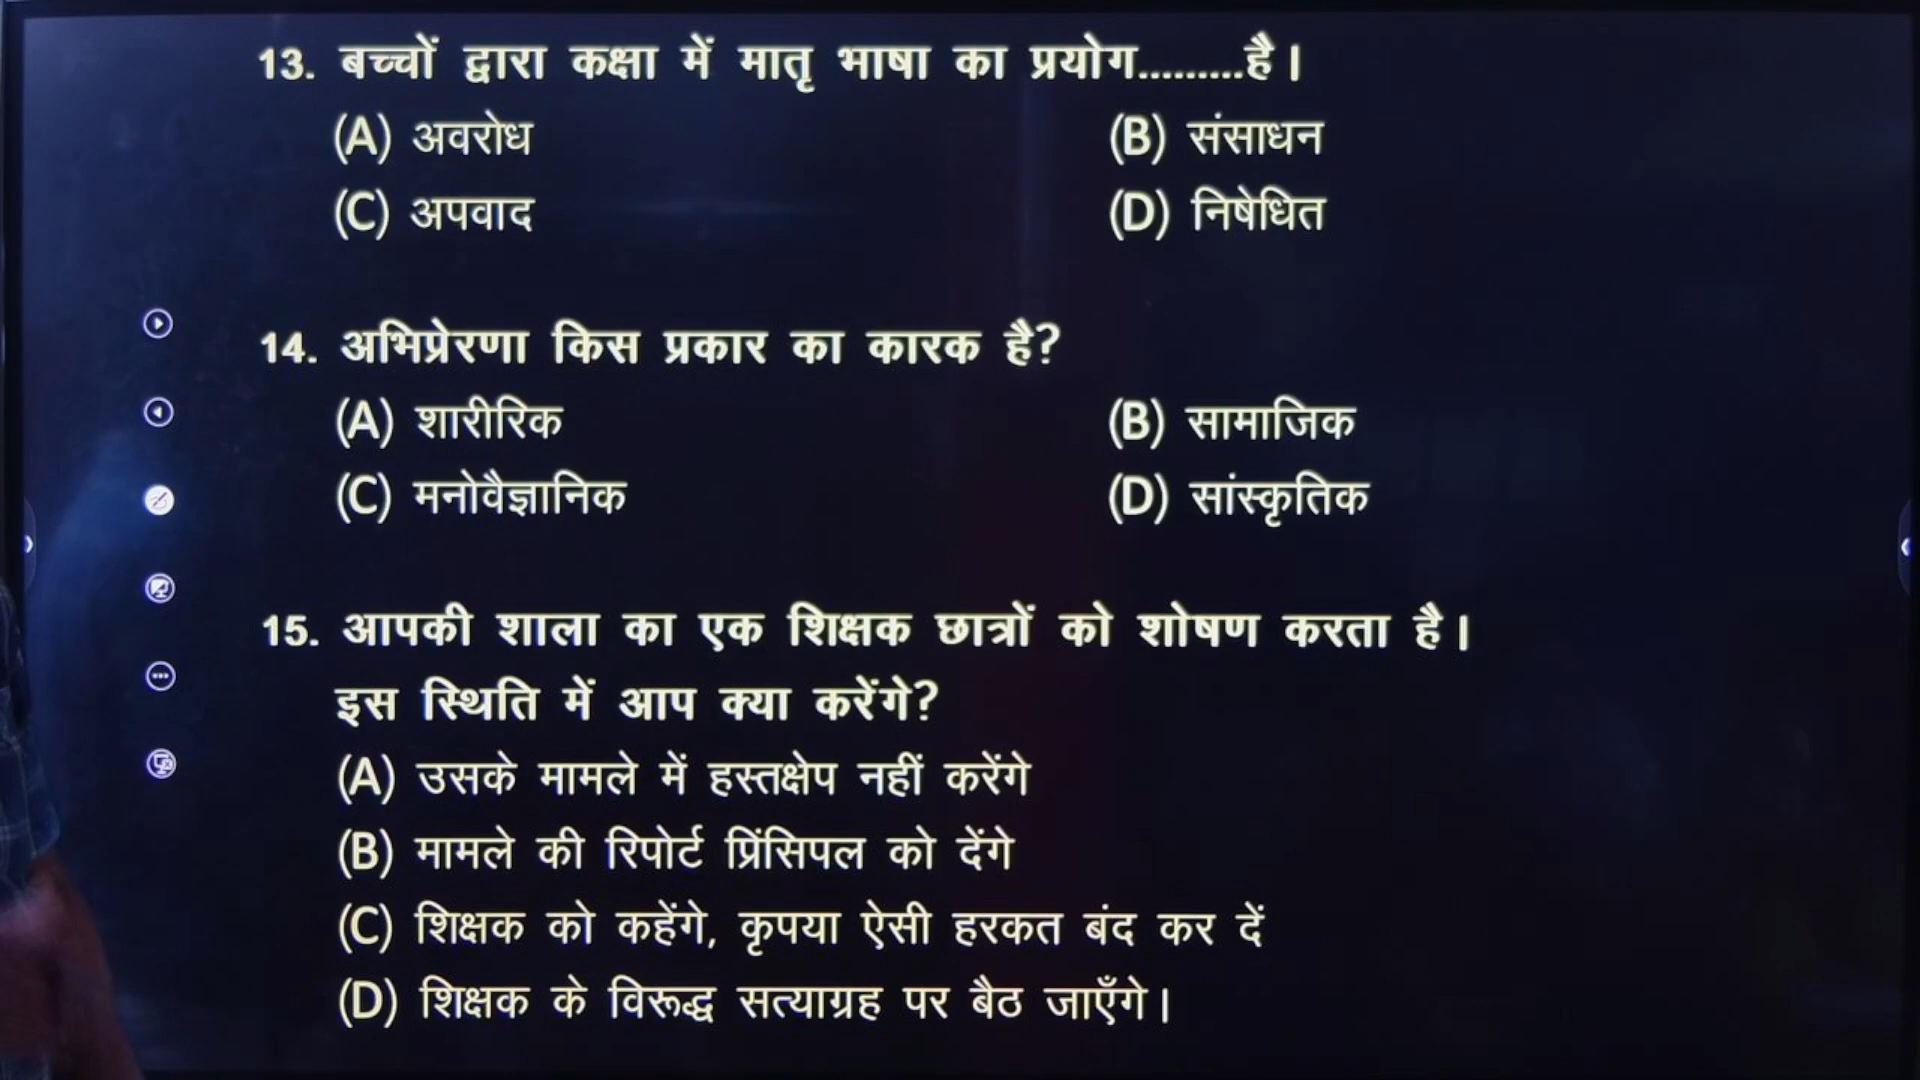 13. बच्चों द्वारा कक्षा में मातृ भाषा का प्रयोग.........है।
(A) अवरोध (B) संसाधन
(C) अपवाद (D) निषेधित
14. अभिप्रेरणा किस प्रकार का कारक है?
(A) शारीरिक (B) सामाजिक
(C) मनोवैज्ञानिक (D) सांस्कृतिक
15. आपकी शाला का एक शिक्षक छात्रों को शोषण करता है।
इस स्थिति में आप क्या करेंगे?
(A) उसके मामले में हस्तक्षेप नहीं करेंगे
(B) मामले की रिपोर्ट प्रिंसिपल को देंगे
(C) शिक्षक को कहेंगे, कृपया ऐसी हरकत बंद कर दें
(D) शिक्षक के विरूद्ध सत्याग्रह पर बैठ जाएँगे।